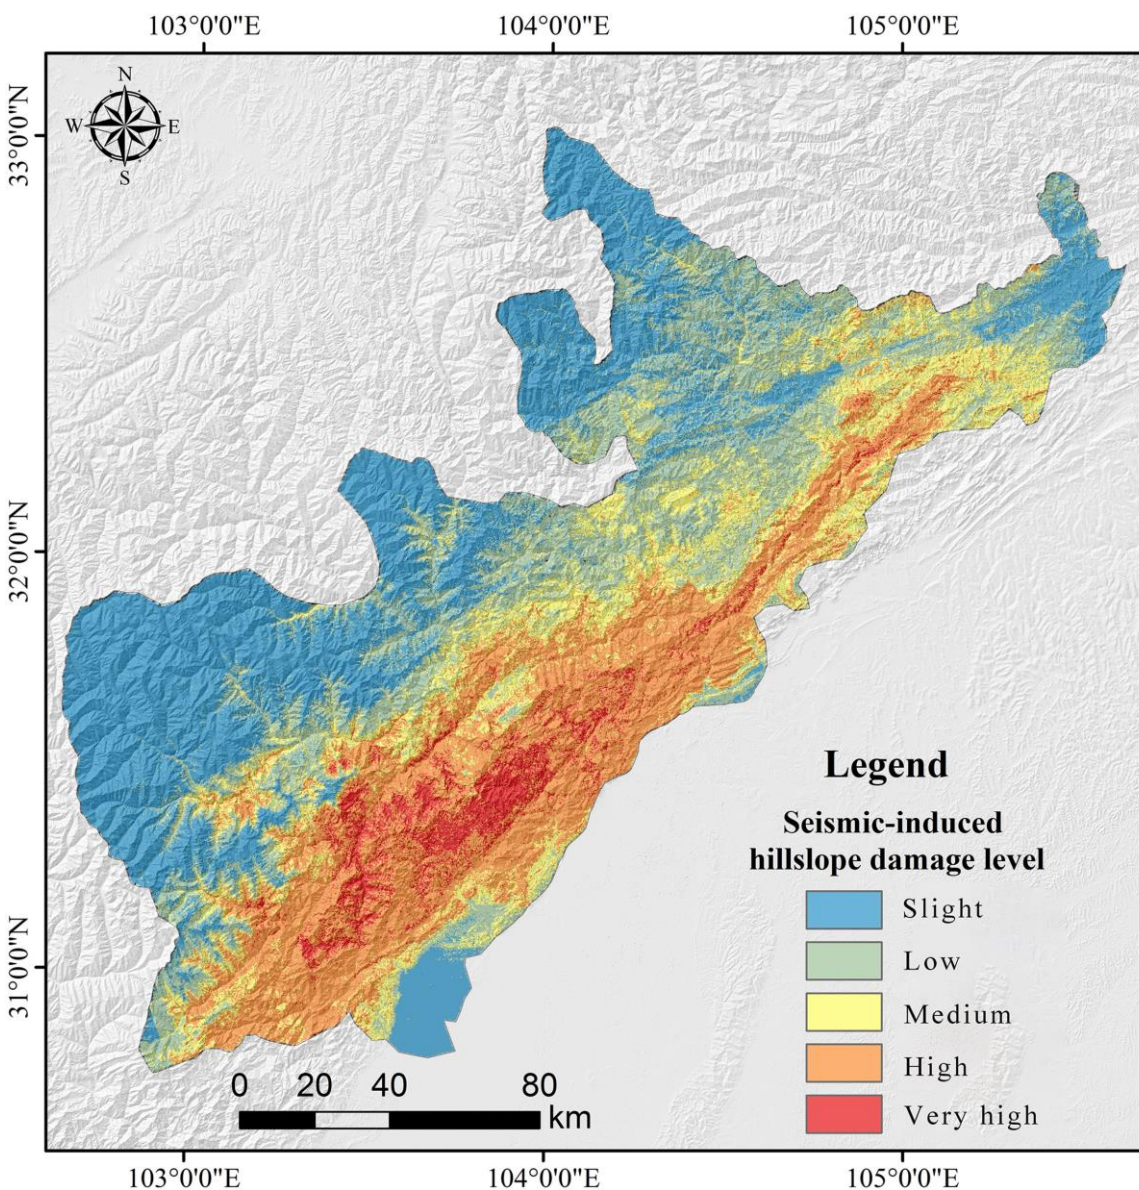 103°0'0"E 104°0'0"E 105°0'0"E
33°0'0"N
32°0'0"N
31°0'0"N
N
W E
S
Legend
Seismic-induced
hillslope damage level
Slight
Low
Medium
High
Very high
0 20 40 80
km
103°0'0"E 104°0'0"E 105°0'0"E